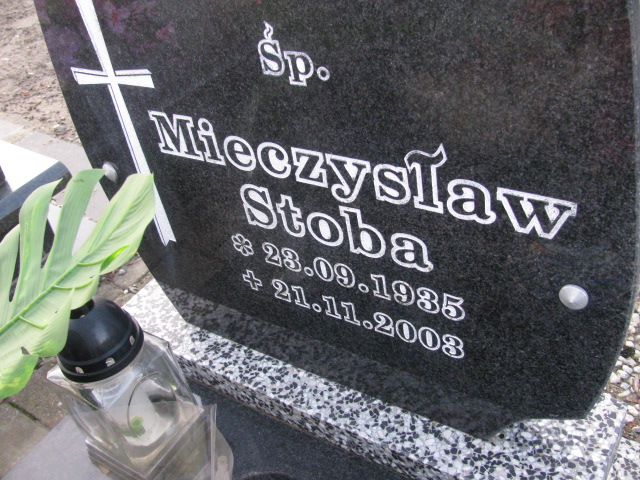 Śp.
Mieczysław
Stoba
* 23.09.1935
+ 21.11.2003